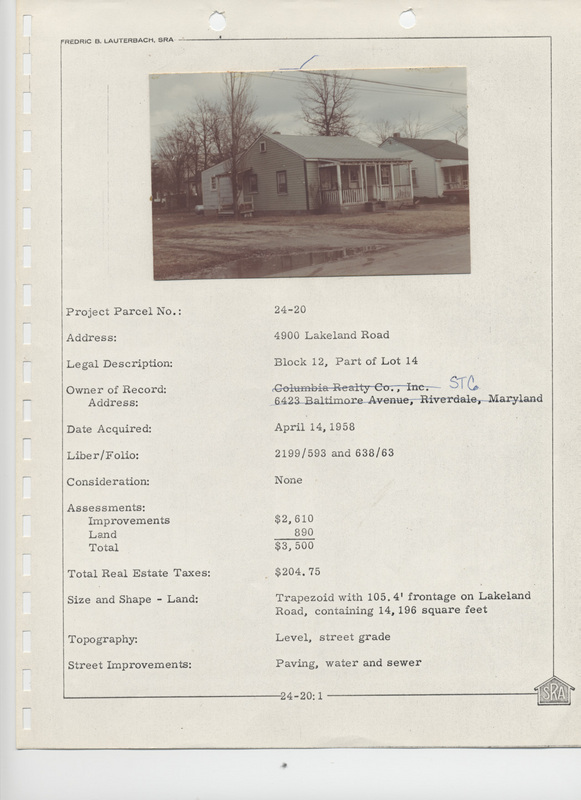 FREDRIC B. LAUTERBACH, SRA
Project Parcel No.: 24-20
Address: 4900 Lakeland Road
Legal Description: Block 12, Part of Lot 14
Owner of Record: Columbia Realty Co., Inc. STC
Address: 6423 Baltimore Avenue, Riverdale, Maryland
Date Acquired: April 14, 1958
Liber/Folio: 2199/593 and 638/63
Consideration: None
Assessments:
Improvements $2,610
Land 890
Total $3,500
Total Real Estate Taxes: $204.75
Size and Shape - Land: Trapezoid with 105.4' frontage on Lakeland
Road, containing 14,196 square feet
Topography: Level, street grade
Street Improvements: Paving, water and sewer
24-20:1
SRA